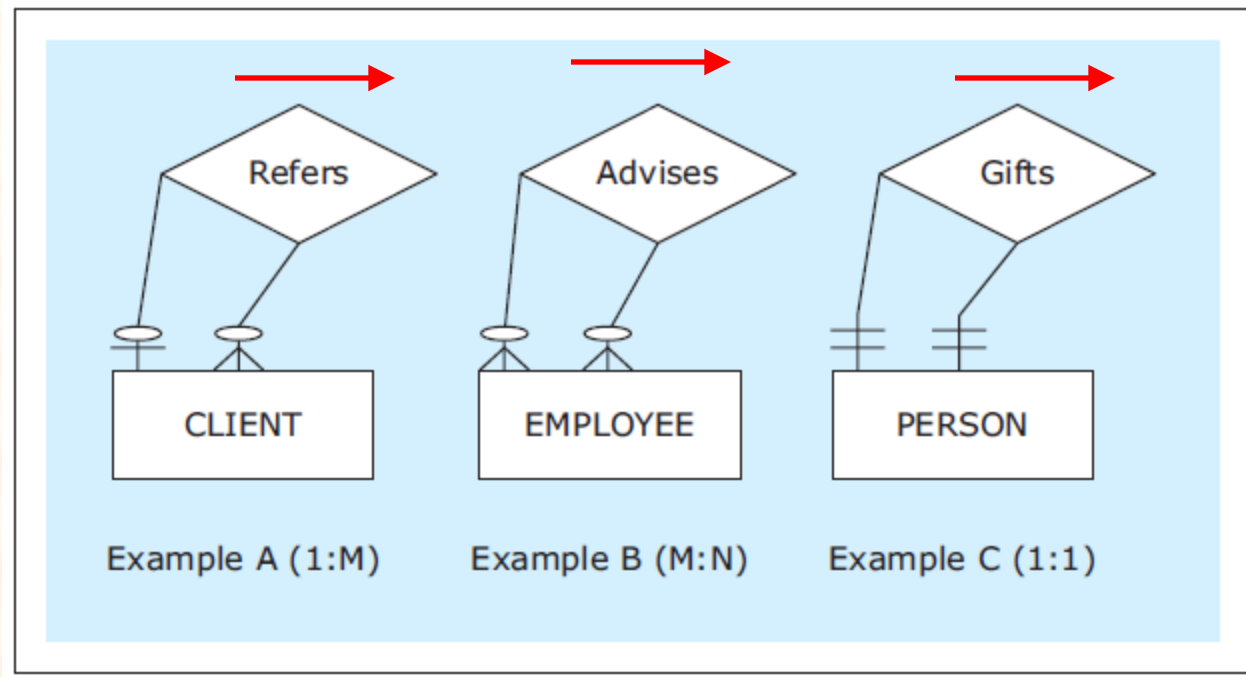 Refers
Advises
Gifts
CLIENT
EMPLOYEE
PERSON
Example A (1:M)
Example B (M:N)
Example C (1:1)